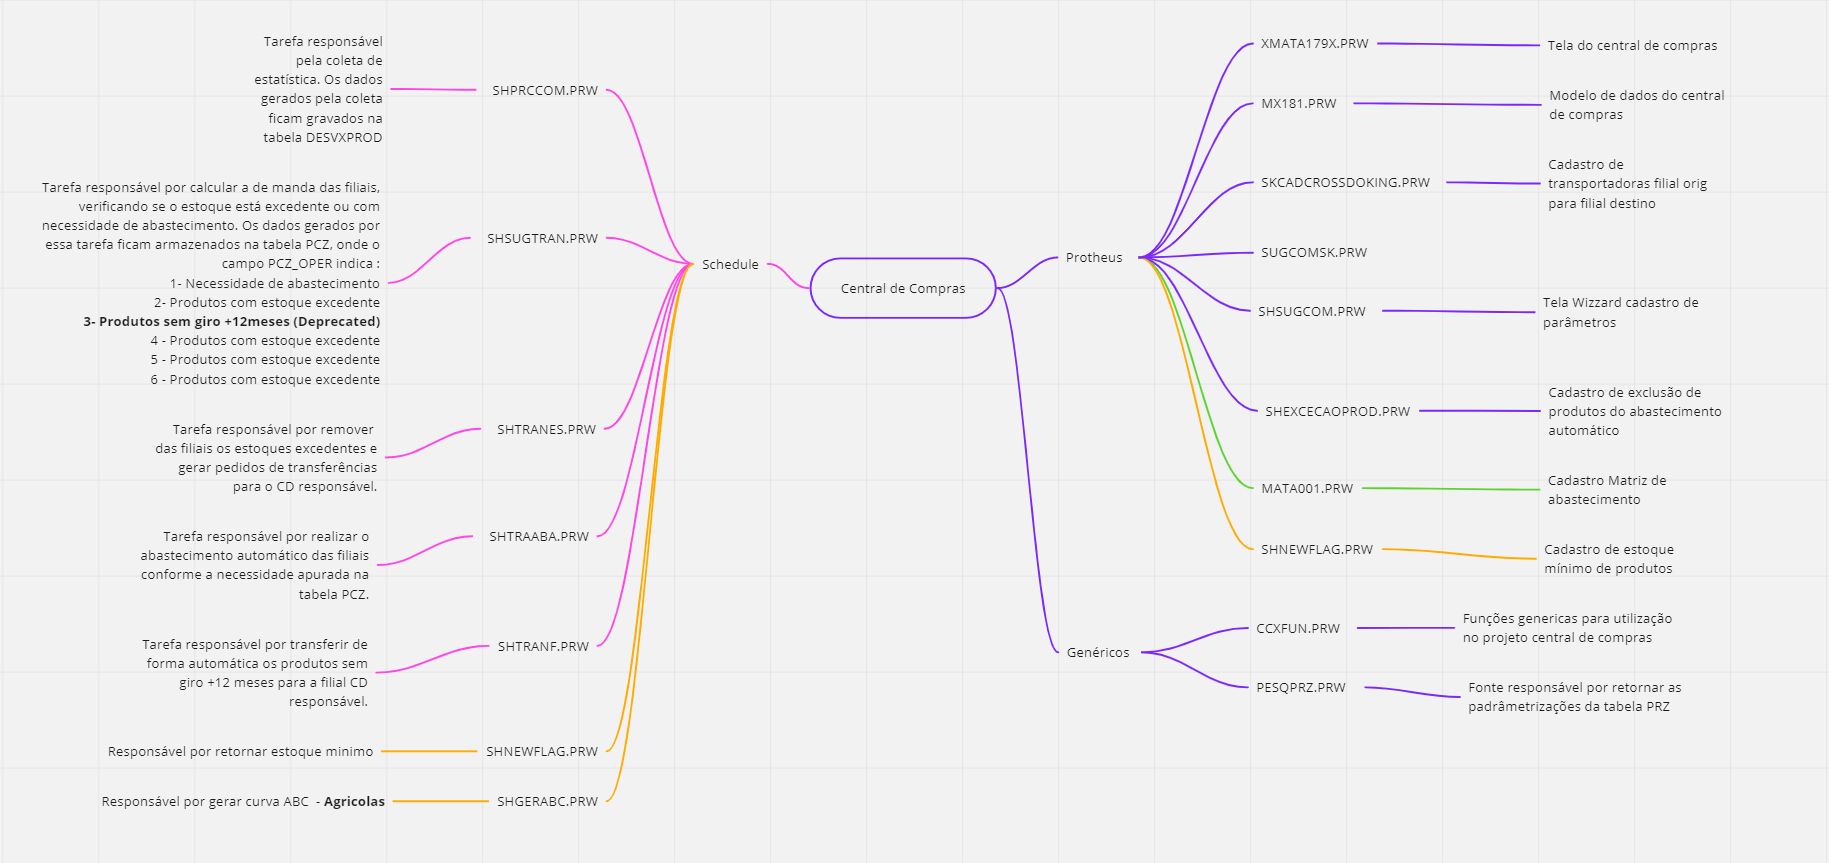 Tarefa responsável
pela coleta de
estatística. Os dados
gerados pela coleta
ficam gravados na
tabela DESVXPROD
SHPRCCOM.PRW
Tarefa responsável por calcular a de manda das filiais,
verificando se o estoque está excedente ou com
necessidade de abastecimento. Os dados gerados por
essa tarefa ficam armazenados na tabela PCZ, onde o
campo PCZ_OPER indica :
1- Necessidade de abastecimento
2- Produtos com estoque excedente
3- Produtos sem giro +12meses (Deprecated)
4 - Produtos com estoque excedente
5 - Produtos com estoque excedente
6 - Produtos com estoque excedente
SHSUGTRAN.PRW
Tarefa responsável por remover
das filiais os estoques excedentes e
gerar pedidos de transferências
para o CD responsável.
SHTRANES.PRW
Tarefa responsável por realizar o
abastecimento automático das filiais
conforme a necessidade apurada na
tabela PCZ.
SHTRAABA.PRW
Tarefa responsável por transferir de
forma automática os produtos sem
giro +12 meses para a filial CD
responsável.
SHTRANF.PRW
Responsável por retornar estoque minimo
SHNEWFLAG.PRW
Responsável por gerar curva ABC - Agricolas
SHGERABC.PRW
Schedule
Central de Compras
Protheus
XMATA179X.PRW
Tela do central de compras
MX181.PRW
Modelo de dados do central
de compras
SKCADCROSSDOKING.PRW
Cadastro de
transportadoras filial orig
para filial destino
SUGCOMSK.PRW
SHSUGCOM.PRW
Tela Wizzard cadastro de
parâmetros
SHEXCECAOPROD.PRW
Cadastro de exclusão de
produtos do abastecimento
automático
MATA001.PRW
Cadastro Matriz de
abastecimento
SHNEWFLAG.PRW
Cadastro de estoque
mínimo de produtos
Genéricos
CCXFUN.PRW
Funções genericas para utilização
no projeto central de compras
PESQPRZ.PRW
Fonte responsável por retornar as
padrâmetrizações da tabela PRZ